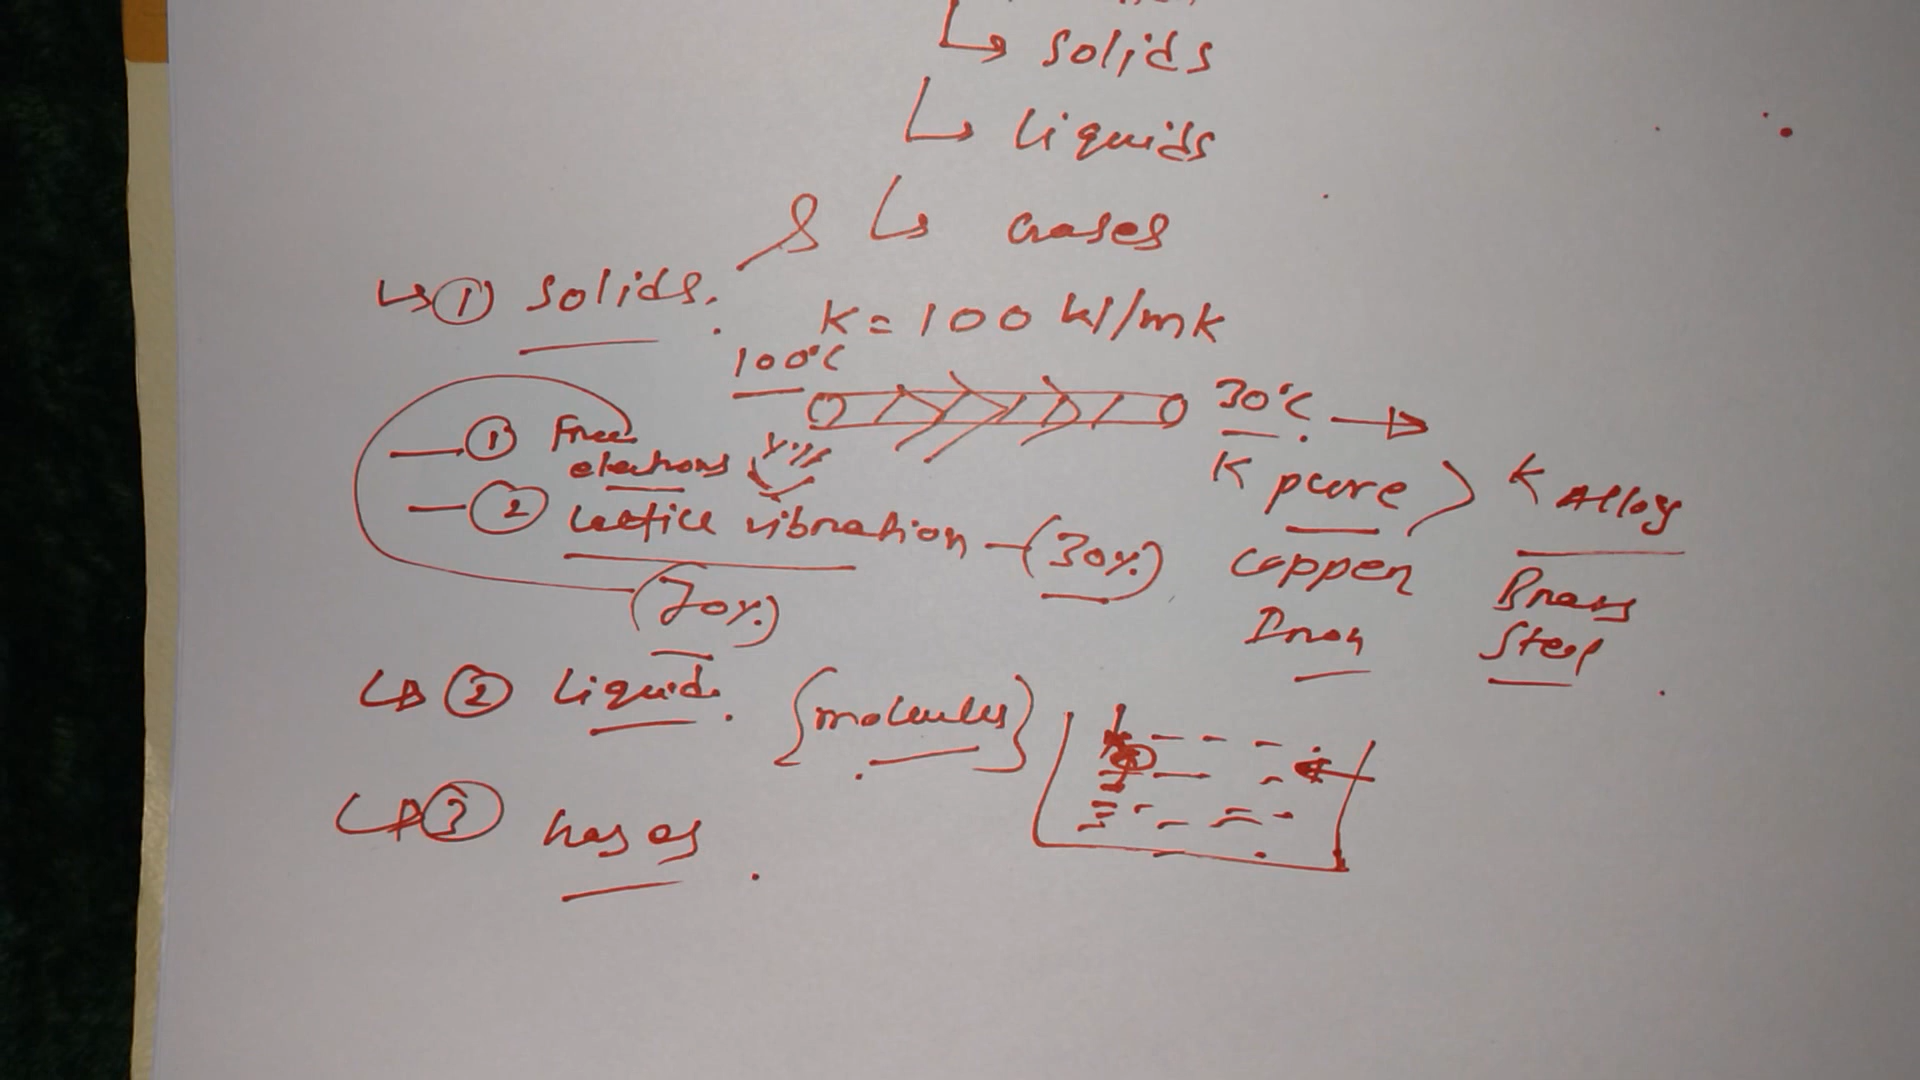 ↳ solids
↳ liquids
& ↳ Gases
↳ ① solids.
K = 100 kJ/mk
100°C
30°C →
① Free electrons
② Lattice vibration - (30%)
(70%)
K pure > K Alloy
Copper
Iron
Brass
Steel
↳ ② Liquid. {molecules}
↳ ③ Gases